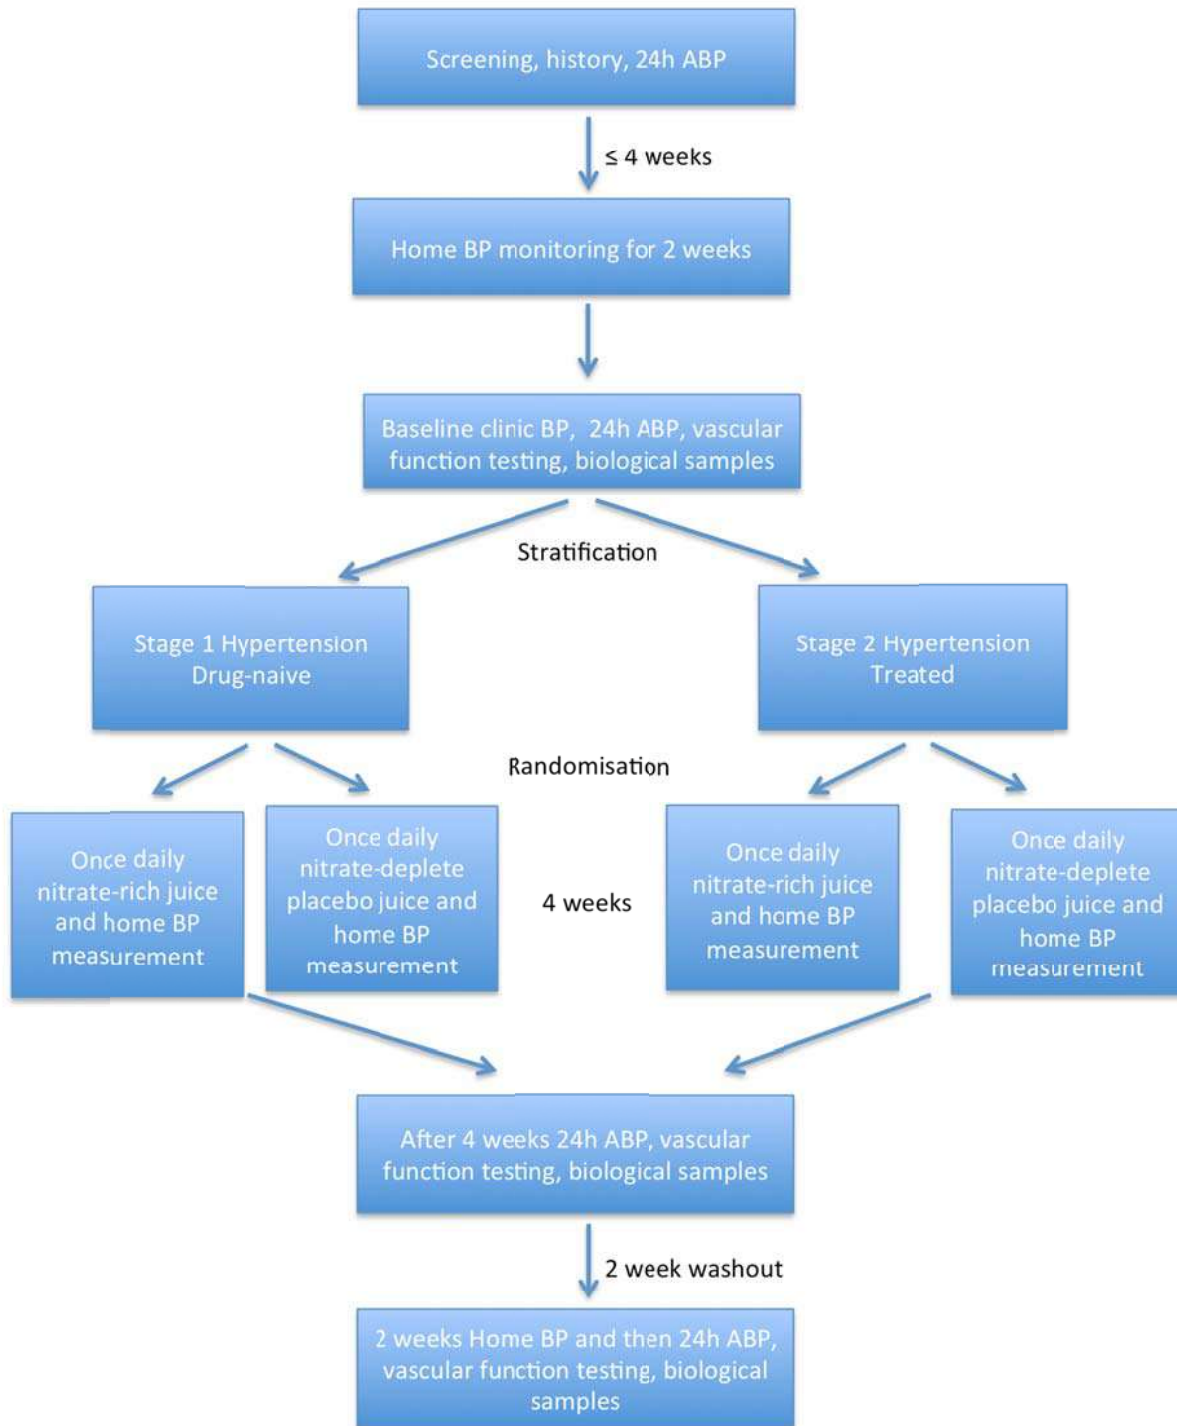 Screening, history, 24h ABP
≤ 4 weeks
Home BP monitoring for 2 weeks
Baseline clinic BP, 24h ABP, vascular
function testing, biological samples
Stratification
Stage 1 Hypertension
Drug-naive
Stage 2 Hypertension
Treated
Randomisation
Once daily
nitrate-rich juice
and home BP
measurement
Once daily
nitrate-deplete
placebo juice and
home BP
measurement
4 weeks
Once daily
nitrate-rich juice
and home BP
measurement
Once daily
nitrate-deplete
placebo juice and
home BP
measurement
After 4 weeks 24h ABP, vascular
function testing, biological samples
2 week washout
2 weeks Home BP and then 24h ABP,
vascular function testing, biological
samples